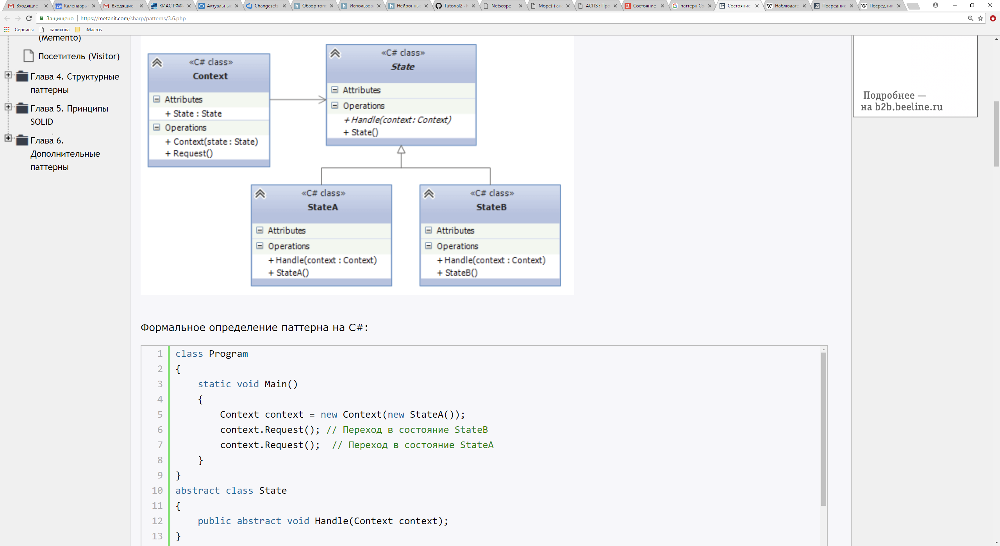 Входящие
Календарь
Входящие
КИАС РФФ
Актуальные
Changesets
Обзор топо
Использова
Нейронные
Tutorial2
Netscope
Море(!) ана
АСПЗ : Про
Состояние
паттерн Со
Состояние
Наблюдате
Посредник
Посредник
Защищено
https://metanit.com/sharp/patterns/3.6.php
Сервисы
валикова
iMacros
(Memento)
Посетитель (Visitor)
Глава 4. Структурные
паттерны
Глава 5. Принципы
SOLID
Глава 6.
Дополнительные
паттерны
«C# class»
Context
Attributes
+ State : State
Operations
+ Context(state : State)
+ Request()
«C# class»
State
Attributes
Operations
+ Handle(context : Context)
+ State()
«C# class»
StateA
Attributes
Operations
+ Handle(context : Context)
+ StateA()
«C# class»
StateB
Attributes
Operations
+ Handle(context : Context)
+ StateB()
Подробнее —
на b2b.beeline.ru
Формальное определение паттерна на C#:
1 class Program
2 {
3 static void Main()
4 {
5 Context context = new Context(new StateA());
6 context.Request(); // Переход в состояние StateB
7 context.Request();  // Переход в состояние StateA
8 }
9 }
10 abstract class State
11 {
12 public abstract void Handle(Context context);
13 }